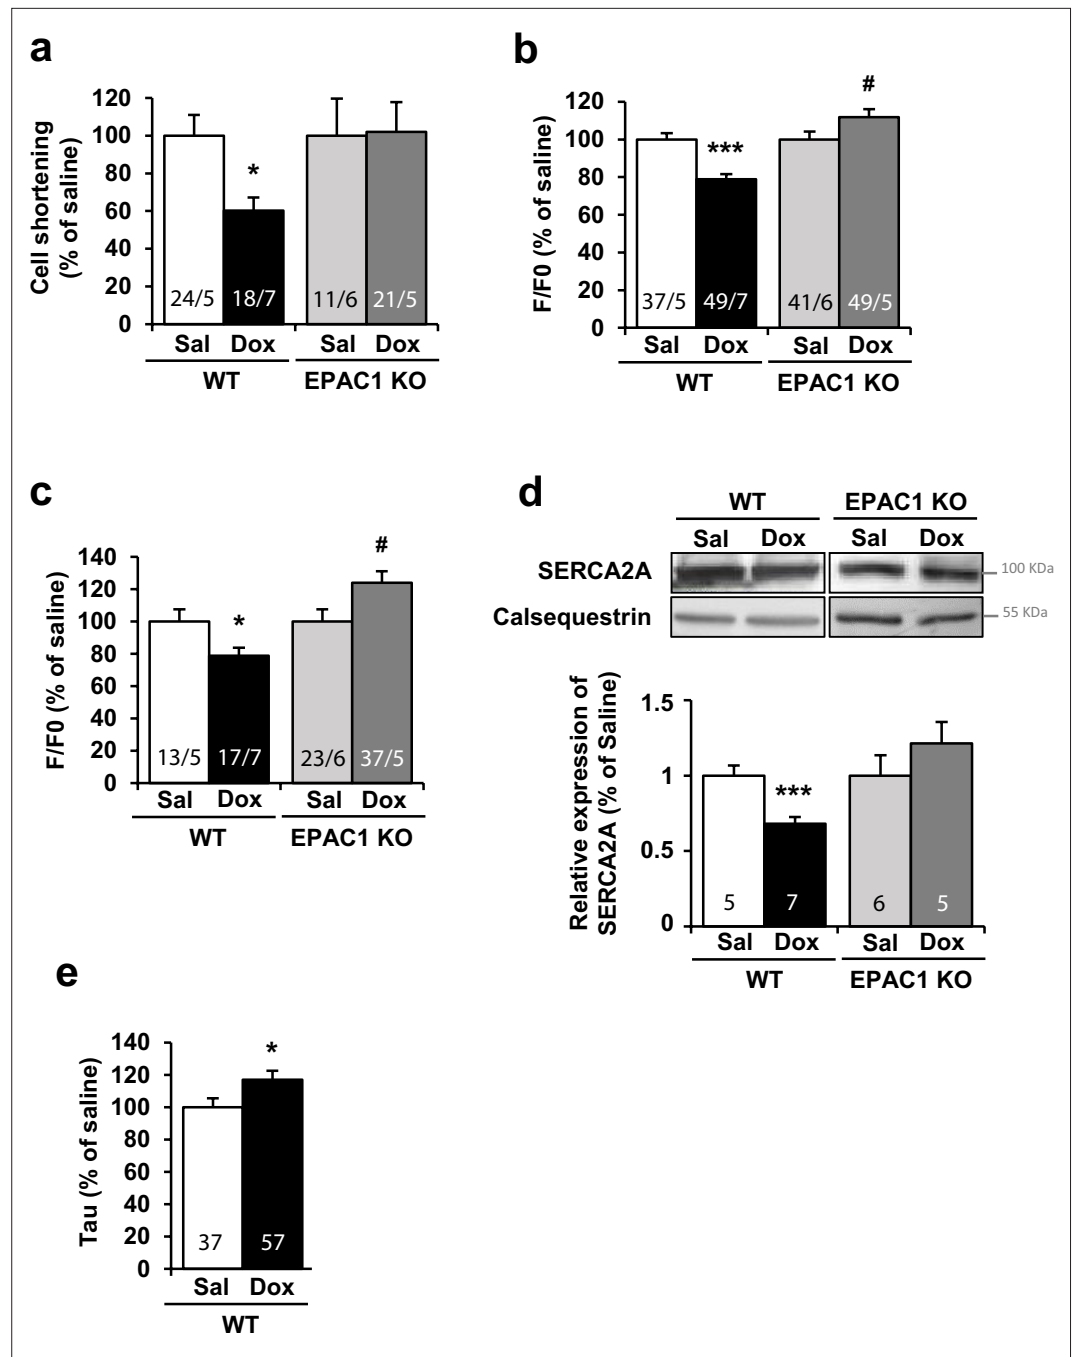 a
Cell shortening
(% of saline)
120
100
80
60
40
20
0
*
24/5 18/7 11/6 21/5
Sal Dox Sal Dox
WT EPAC1 KO
b
F/F0 (% of saline)
120
100
80
60
40
20
0
***
#
37/5 49/7 41/6 49/5
Sal Dox Sal Dox
WT EPAC1 KO
c
F/F0 (% of saline)
140
120
100
80
60
40
20
0
*
#
13/5 17/7 23/6 37/5
Sal Dox Sal Dox
WT EPAC1 KO
d
WT EPAC1 KO
Sal Dox Sal Dox
SERCA2A 100 KDa
Calsequestrin 55 KDa
Relative expression of
SERCA2A (% of Saline)
1.5
1
0.5
0
***
5 7 6 5
Sal Dox Sal Dox
WT EPAC1 KO
e
Tau (% of saline)
140
120
100
80
60
40
20
0
*
37 57
Sal Dox
WT